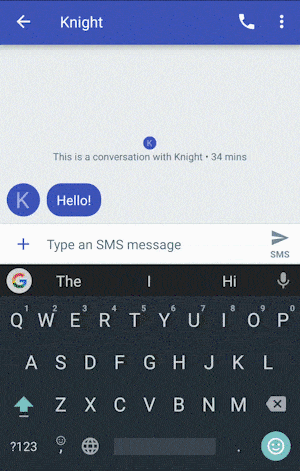 Knight
K
This is a conversation with Knight • 34 mins
K
Hello!
Type an SMS message
SMS
G
The I Hi
Q1 W2 E3 R4 T5 Y6 U7 I8 O9 P0
A S D F G H J K L
Z X C V B N M
?123 , .